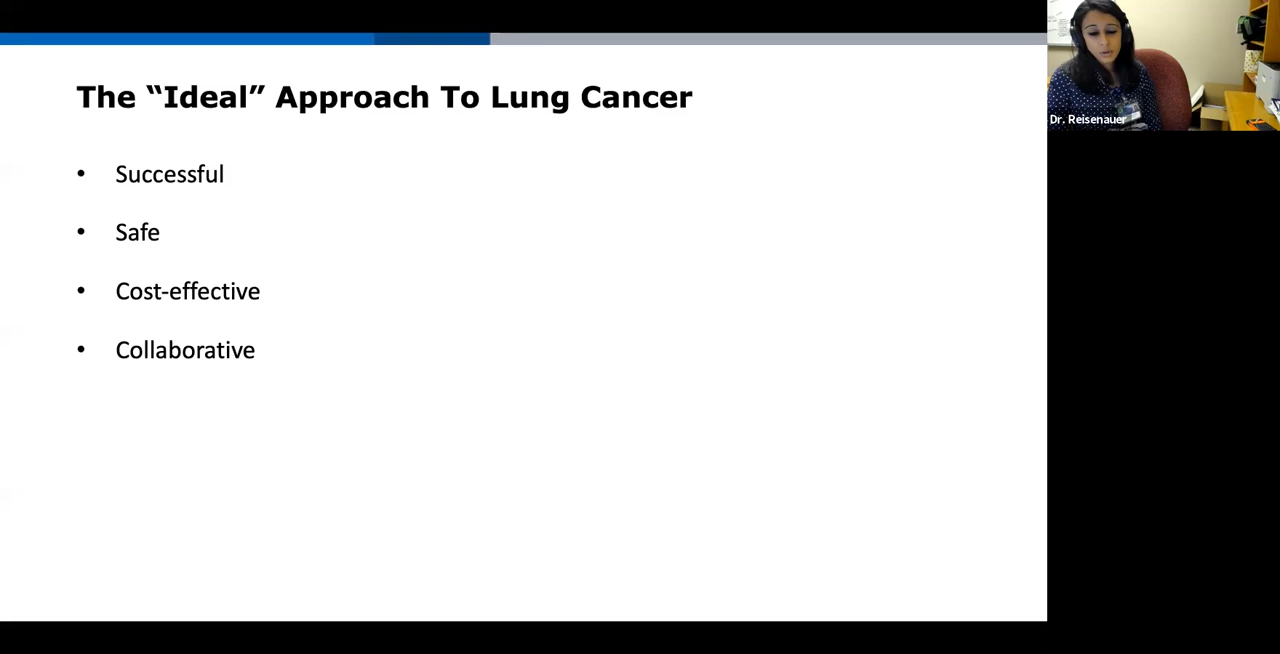 The “Ideal” Approach To Lung Cancer
• Successful
• Safe
• Cost-effective
• Collaborative
Dr. Reisenauer